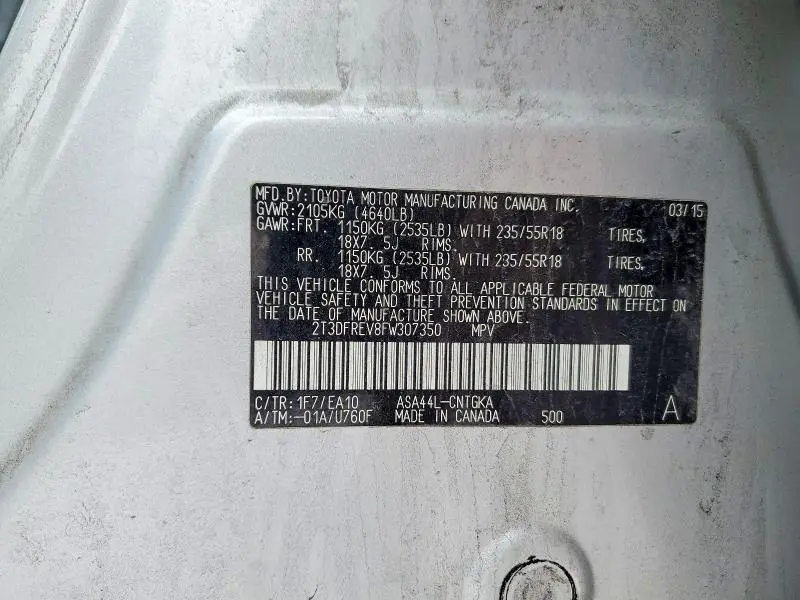 MFD.BY:TOYOTA MOTOR MANUFACTURING CANADA INC. 03/15
GVWR:2105KG (4640LB)
GAWR:FRT. 1150KG (2535LB) WITH 235/55R18 TIRES,
18X7. 5J RIMS.
RR. 1150KG (2535LB) WITH 235/55R18 TIRES,
18X7. 5J RIMS.
THIS VEHICLE CONFORMS TO ALL APPLICABLE FEDERAL MOTOR
VEHICLE SAFETY AND THEFT PREVENTION STANDARDS IN EFFECT ON
THE DATE OF MANUFACTURE SHOWN ABOVE.
2T3DFREV8FW307350 MPV
C/TR:1F7/EA10 ASA44L-CNTGKA
A/TM:-01A/U760F MADE IN CANADA 500 A